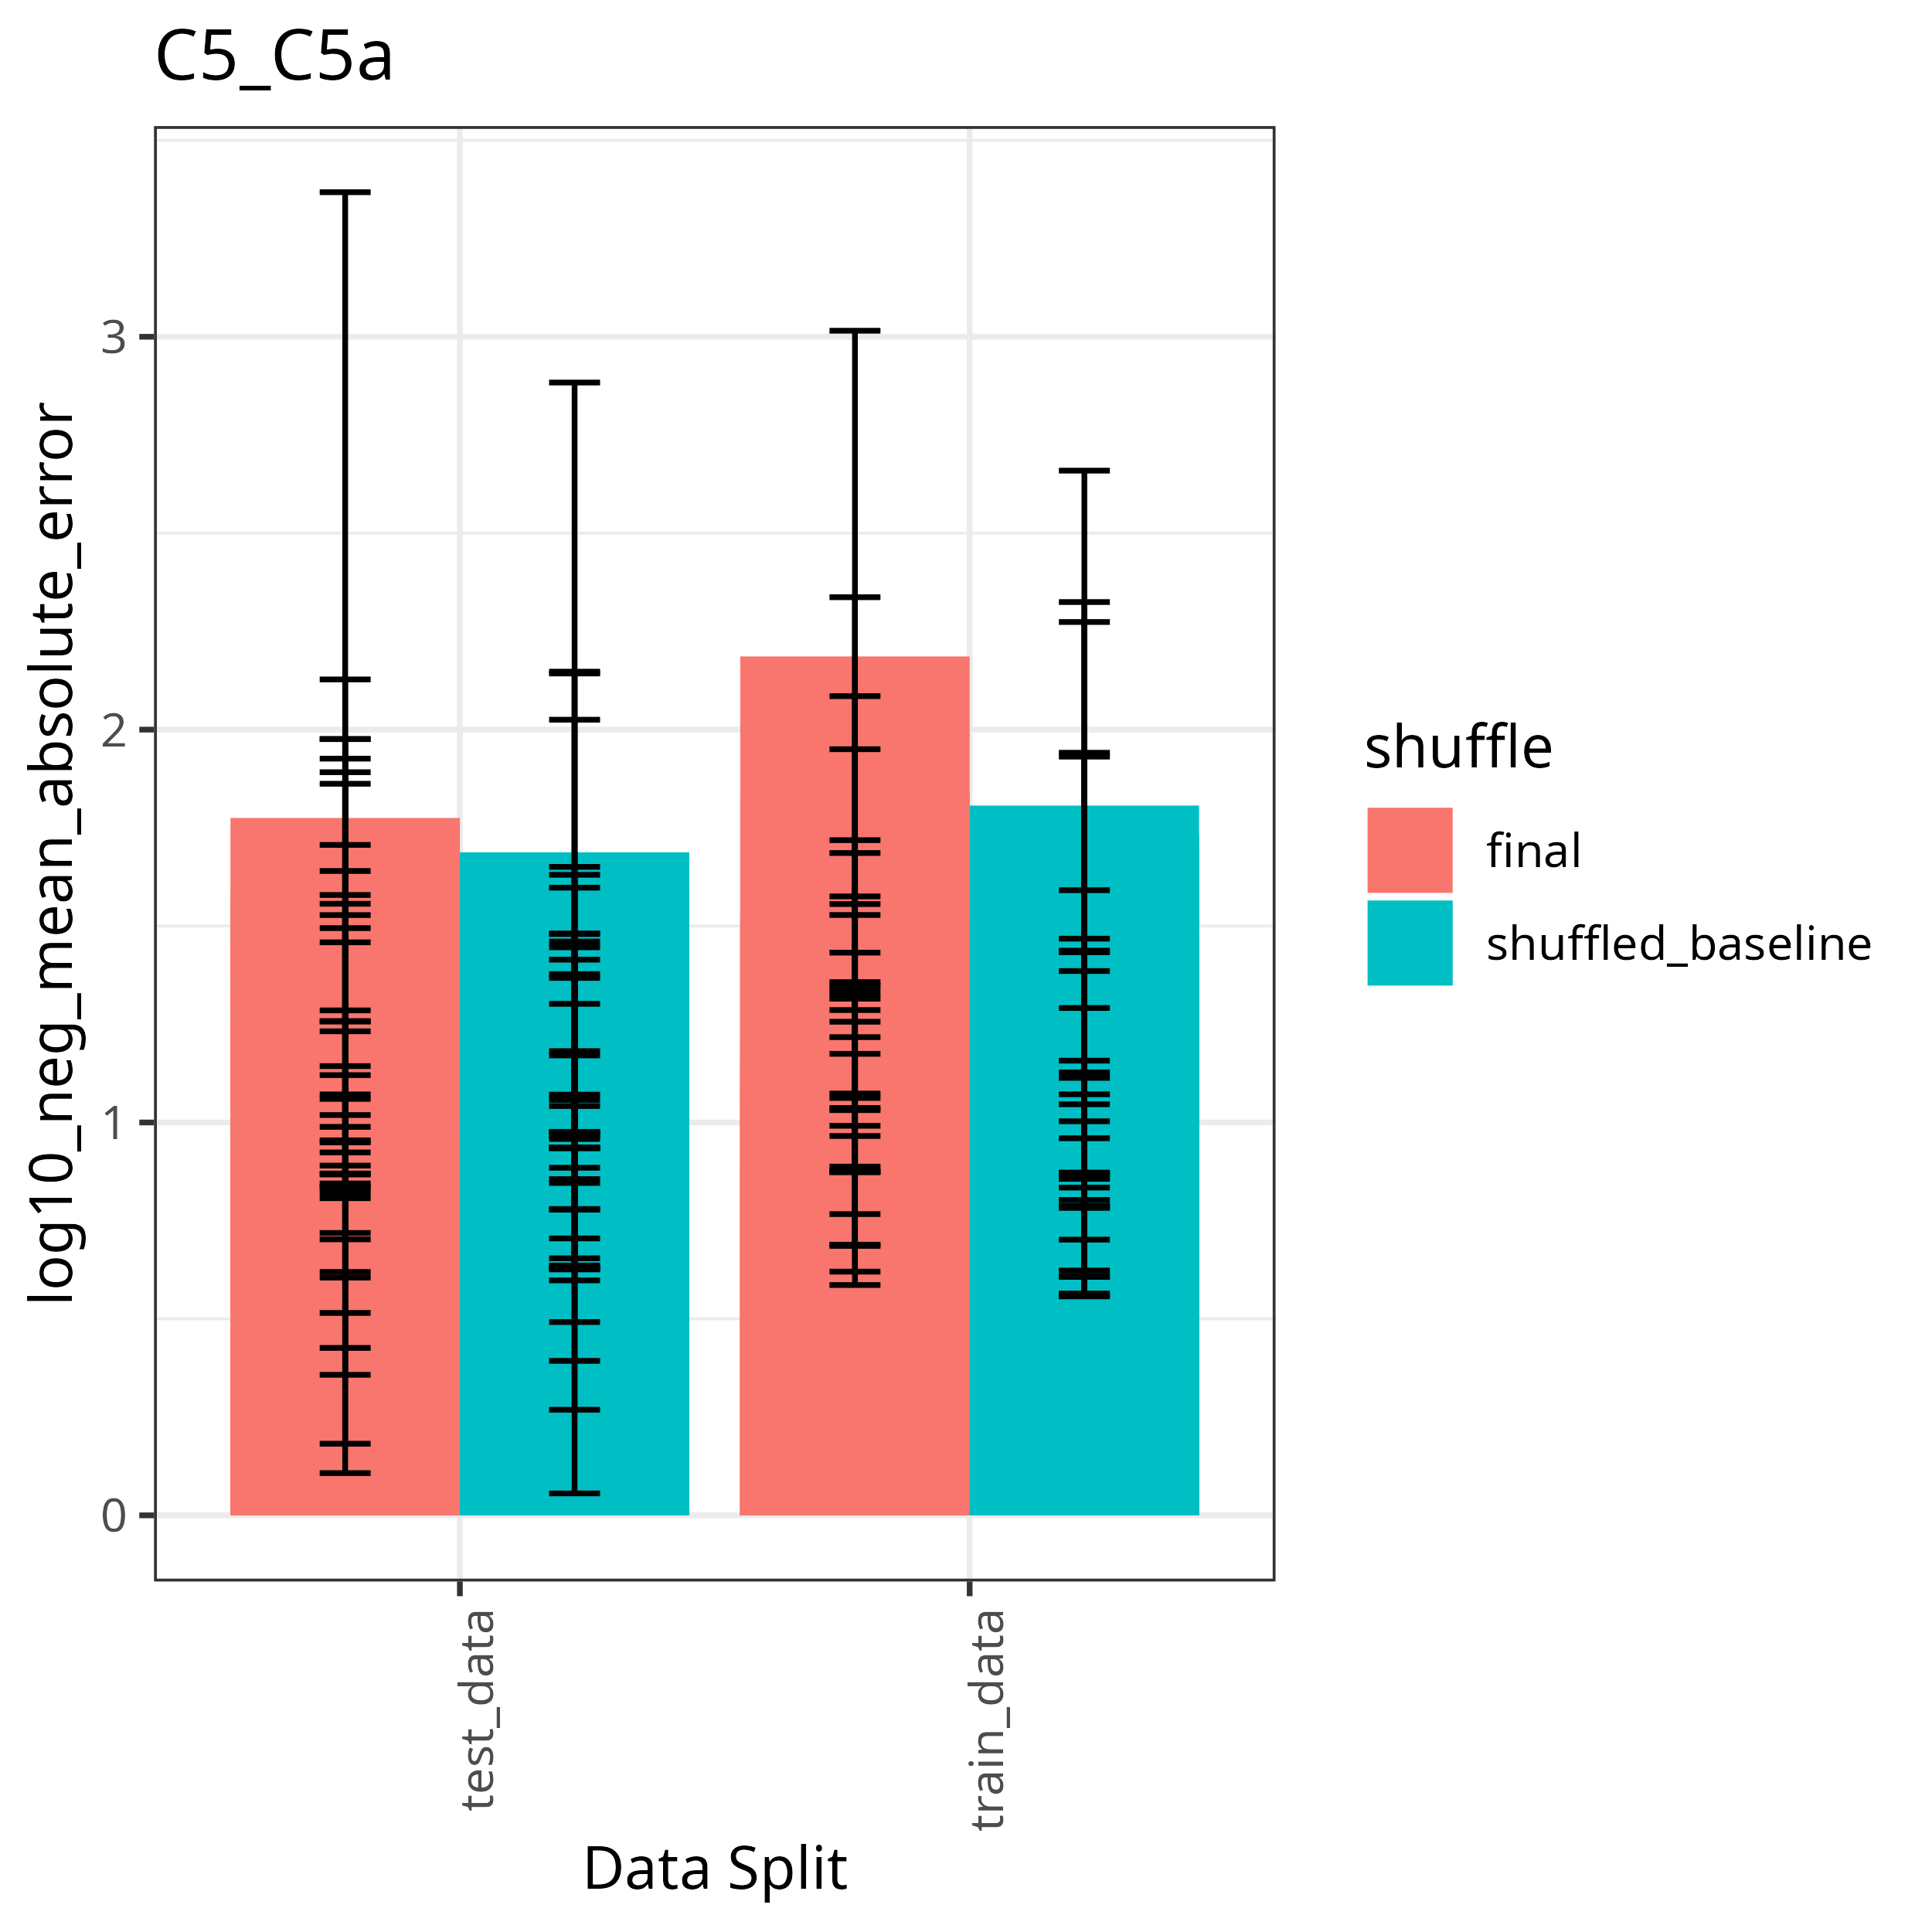 C5_C5a
log10_neg_mean_absolute_error
3
2
1
0
test_data
train_data
Data Split
shuffle
final
shuffled_baseline